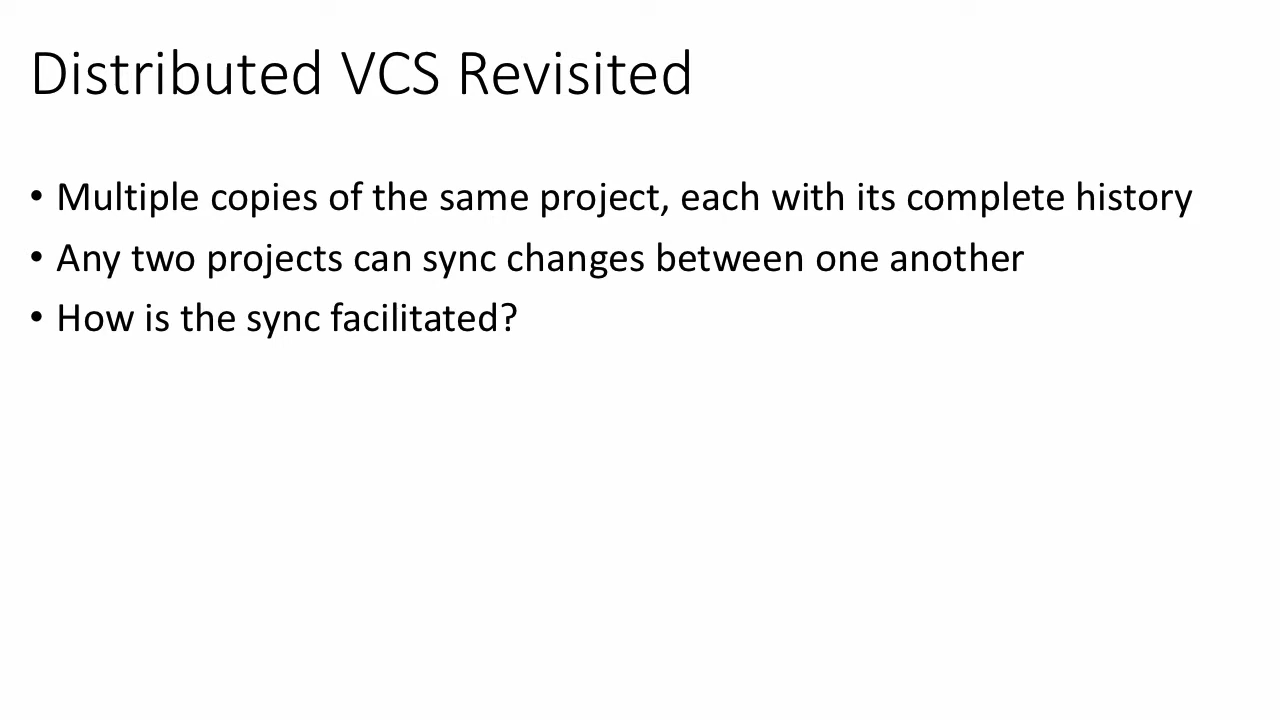 Distributed VCS Revisited
• Multiple copies of the same project, each with its complete history
• Any two projects can sync changes between one another
• How is the sync facilitated?